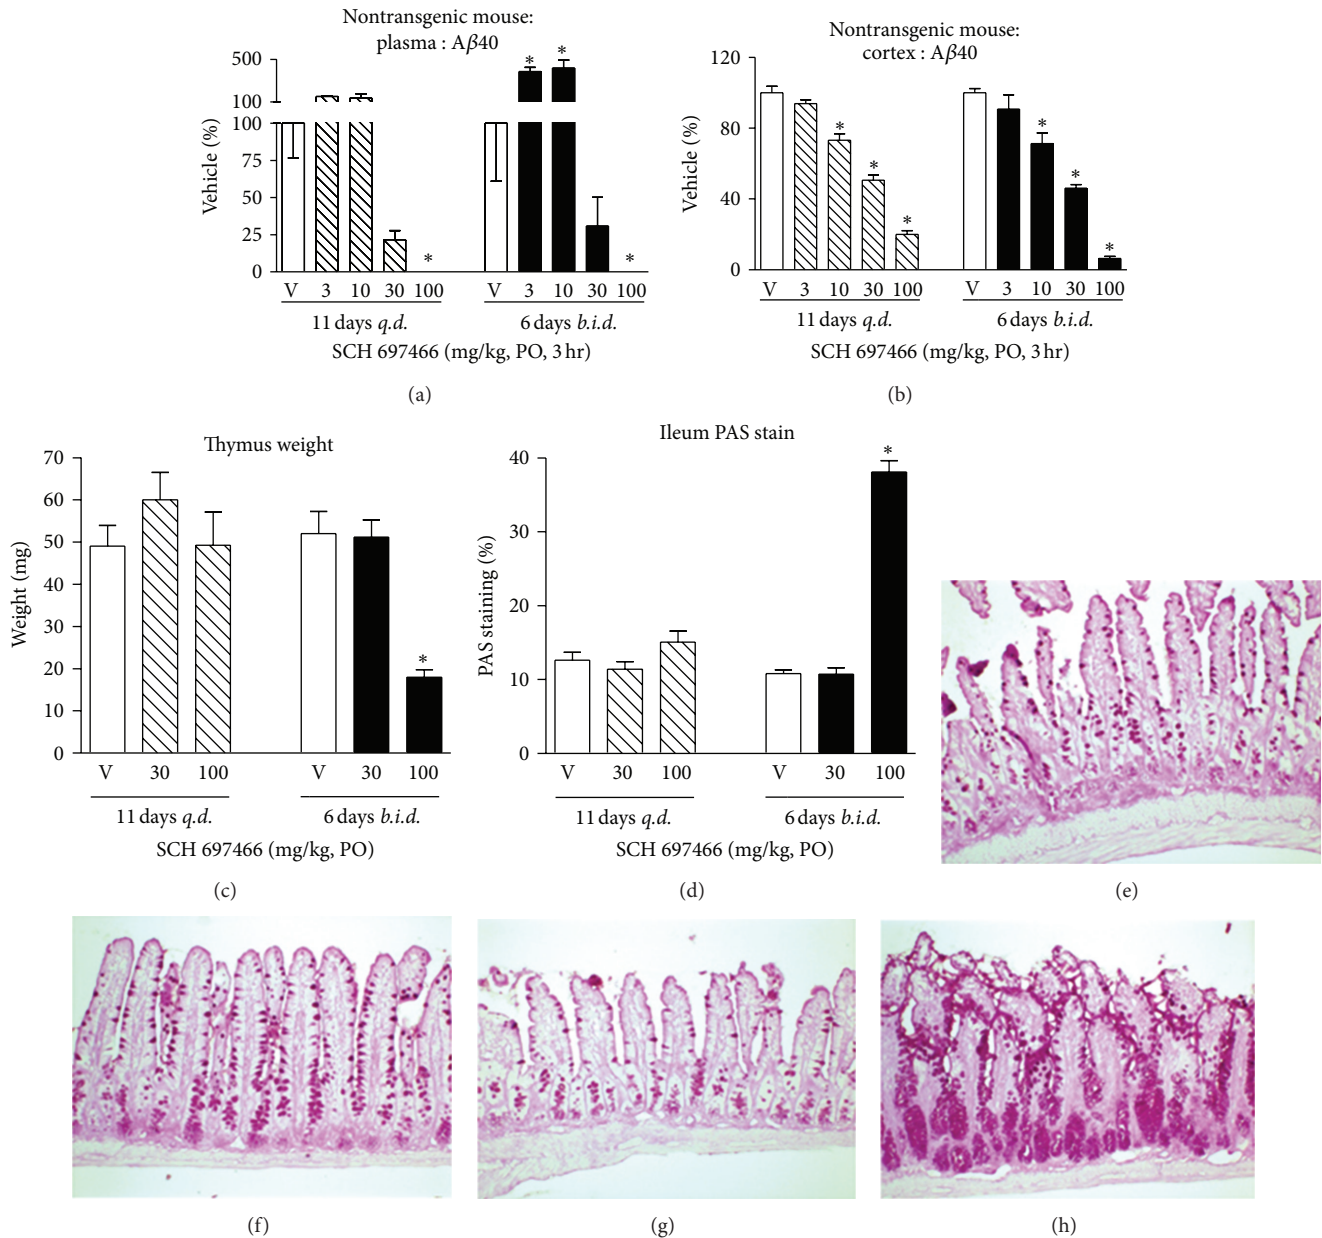 Nontransgenic mouse:
plasma : Aβ40
Vehicle (%)
500
100
100
75
50
25
0
V 3 10 30 100 V 3 10 30 100
* * * *
11 days q.d. 6 days b.i.d.
SCH 697466 (mg/kg, PO, 3 hr)
(a)
Nontransgenic mouse:
cortex : Aβ40
Vehicle (%)
120
80
40
0
* * * * * *
V 3 10 30 100 V 3 10 30 100
11 days q.d. 6 days b.i.d.
SCH 697466 (mg/kg, PO, 3 hr)
(b)
Thymus weight
Weight (mg)
70
60
50
40
30
20
10
0
*
V 30 100 V 30 100
11 days q.d. 6 days b.i.d.
SCH 697466 (mg/kg, PO)
(c)
Ileum PAS stain
PAS staining (%)
40
30
20
10
0
*
V 30 100 V 30 100
11 days q.d. 6 days b.i.d.
SCH 697466 (mg/kg, PO)
(d)
(e)
(f)
(g)
(h)